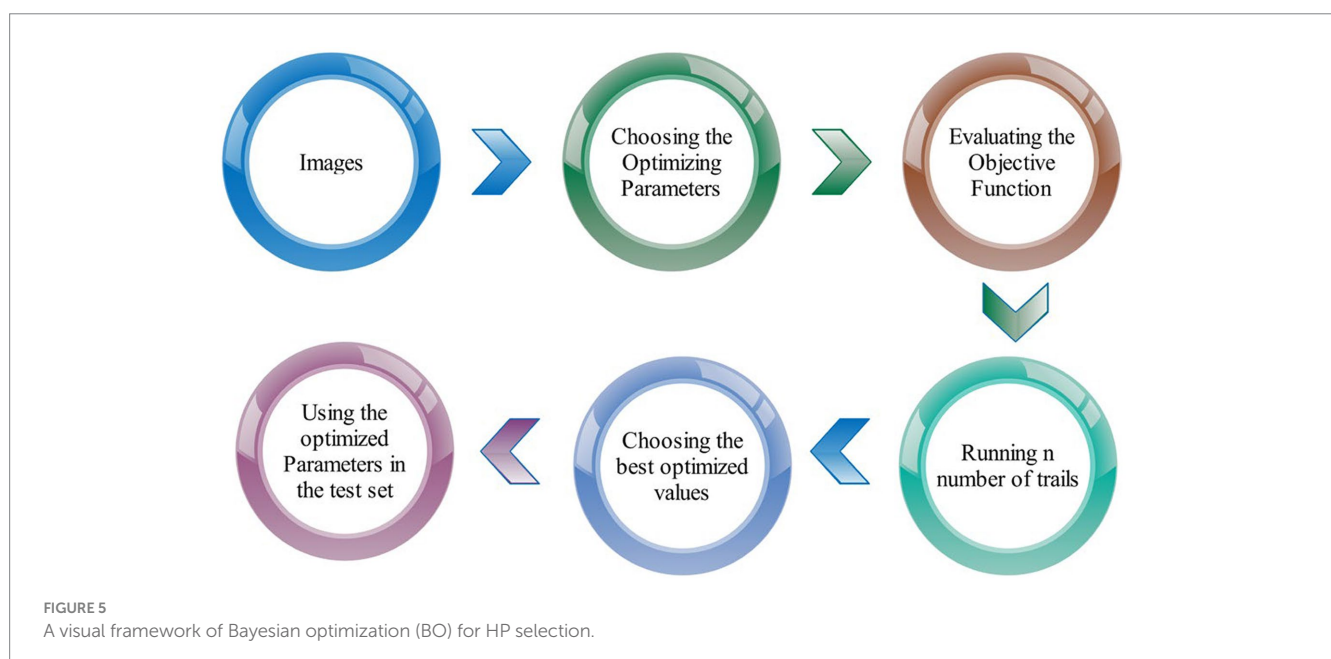 Images
Choosing the
Optimizing
Parameters
Evaluating the
Objective
Function
Running n
number of trails
Choosing the
best optimized
values
Using the
optimized
Parameters in
the test set
FIGURE 5
A visual framework of Bayesian optimization (BO) for HP selection.